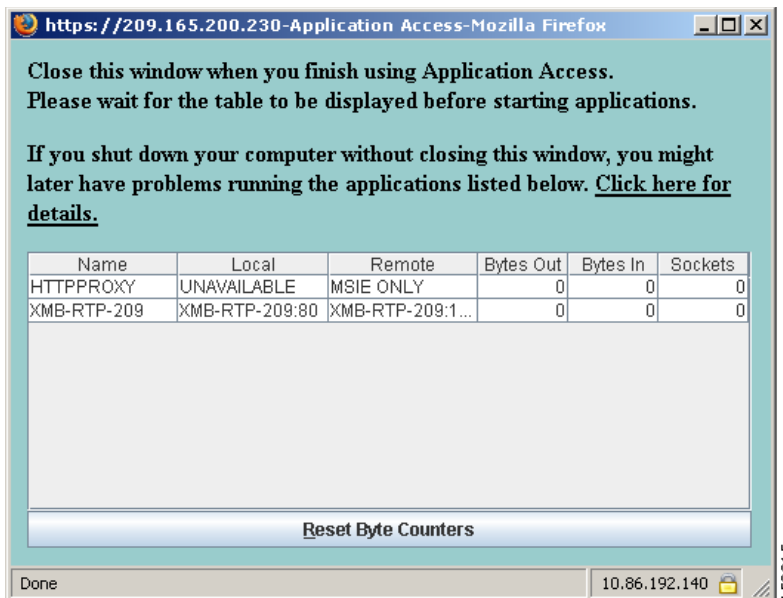 https://209.165.200.230-Application Access-Mozilla Firefox
Close this window when you finish using Application Access.
Please wait for the table to be displayed before starting applications.
If you shut down your computer without closing this window, you might
later have problems running the applications listed below. Click here for
details.
Name Local Remote Bytes Out Bytes In Sockets
HTTPPROXY UNAVAILABLE MSIE ONLY 0 0 0
XMB-RTP-209 XMB-RTP-209:80 XMB-RTP-209:1... 0 0 0
Reset Byte Counters
Done 10.86.192.140